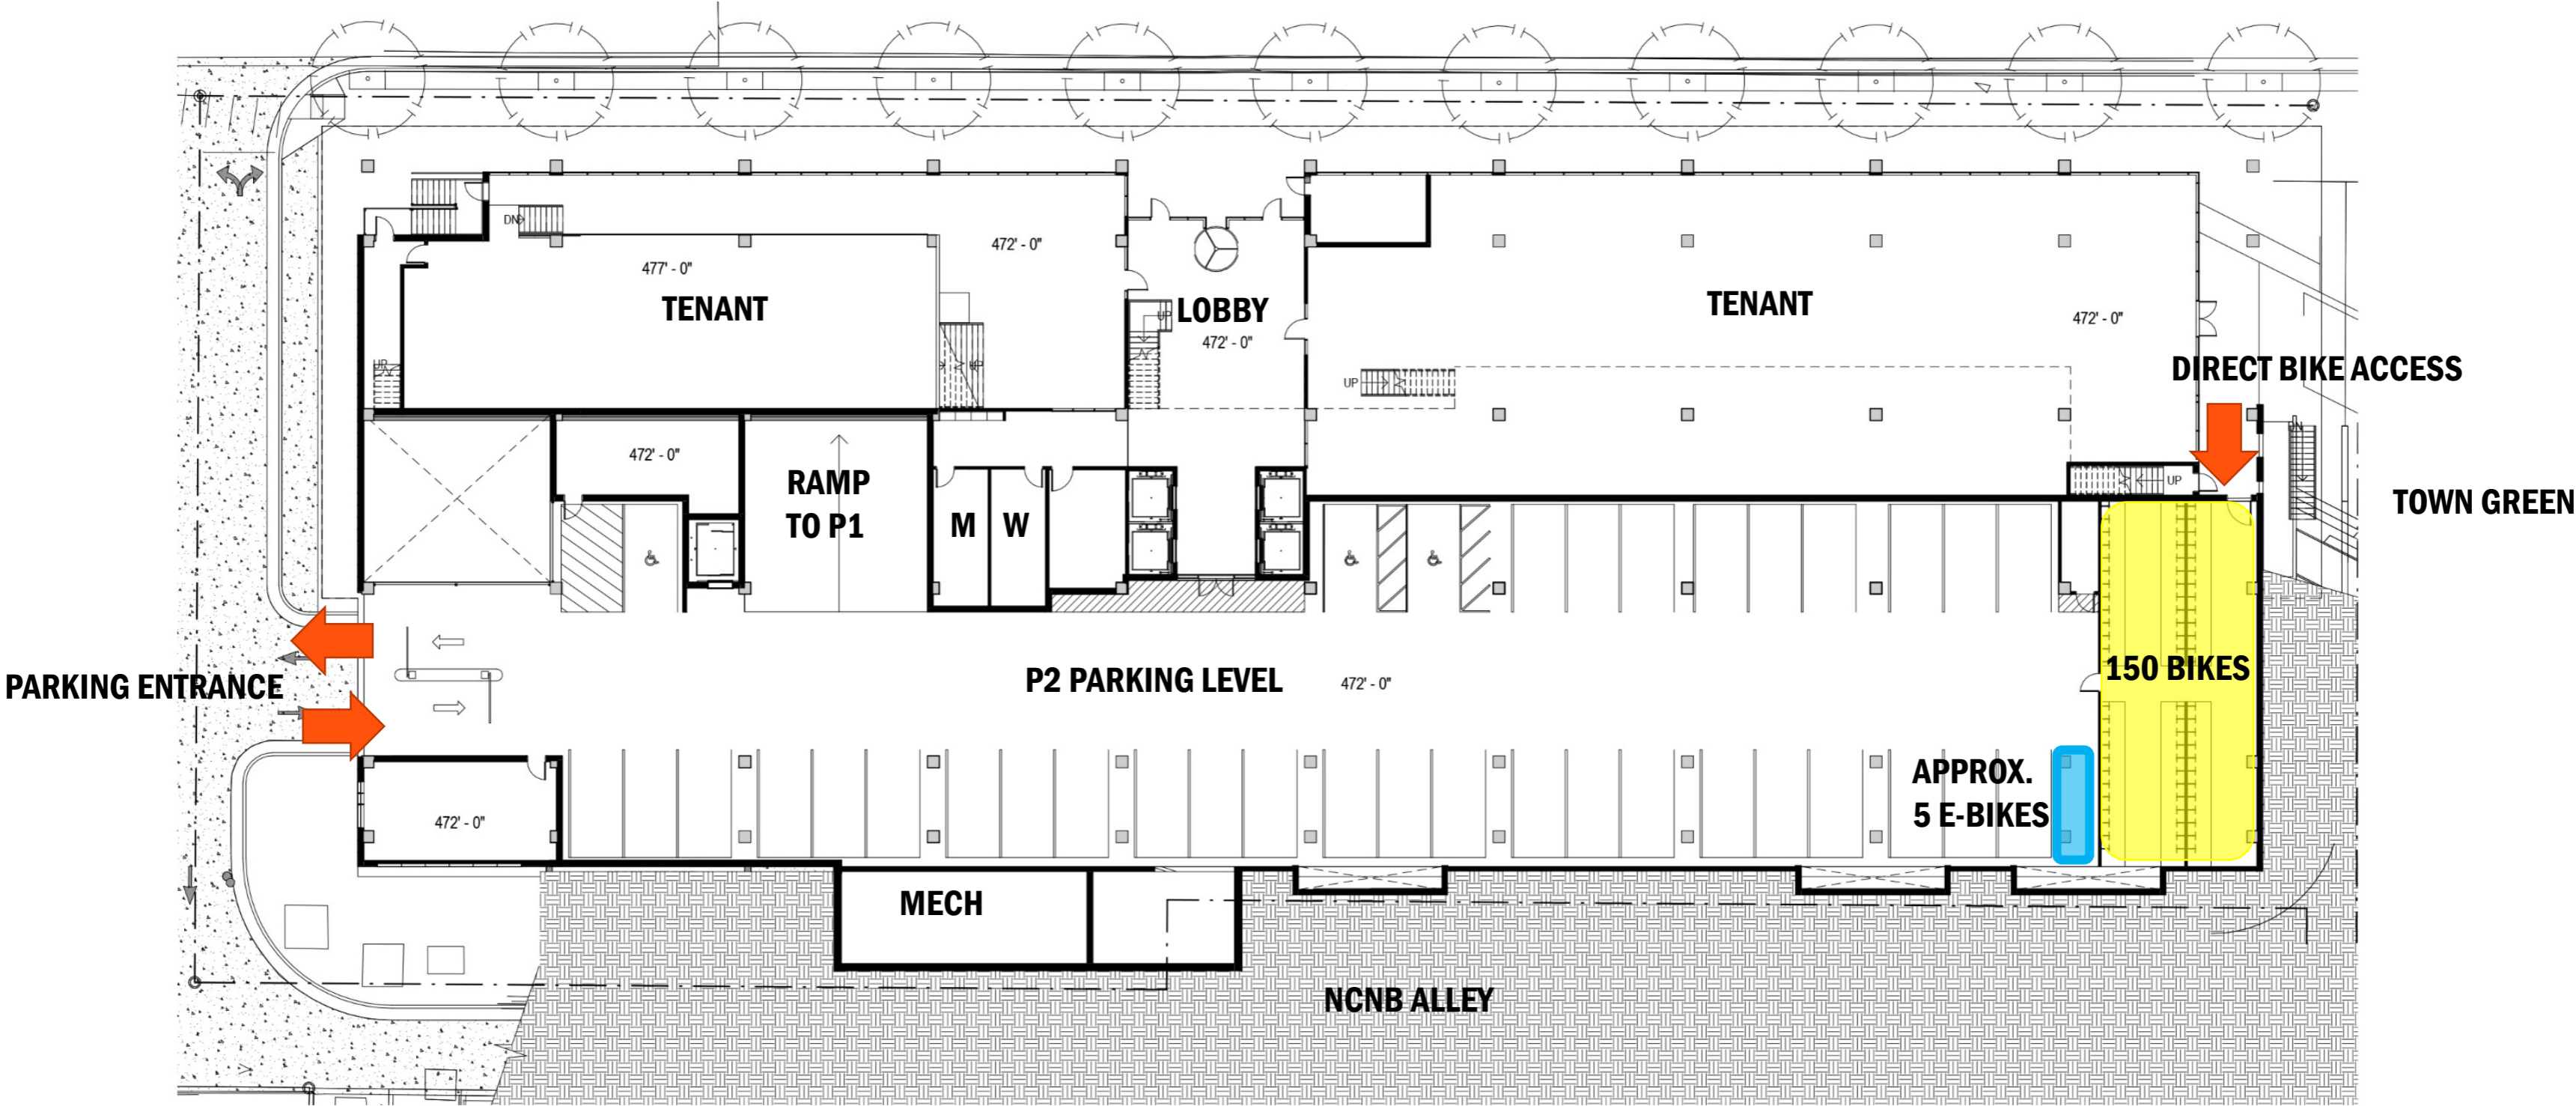 DN
472' - 0"
477' - 0"
TENANT
LOBBY
UP
472' - 0"
TENANT
472' - 0"
UP
UP
UP
DIRECT BIKE ACCESS
DN
472' - 0"
RAMP
TO P1
M
W
UP
TOWN GREEN
PARKING ENTRANCE
P2 PARKING LEVEL
472' - 0"
150 BIKES
APPROX.
5 E-BIKES
472' - 0"
MECH
NCNB ALLEY